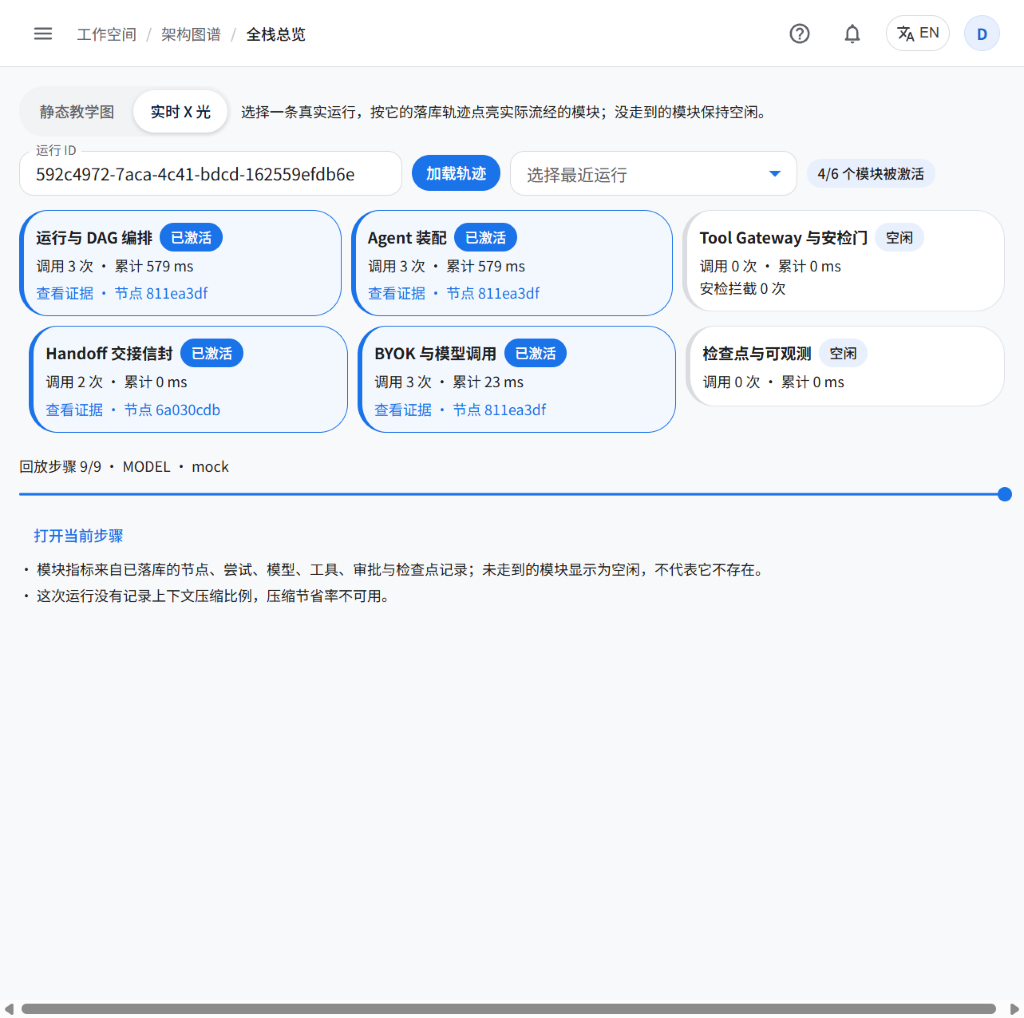 工作空间 / 架构图谱 / 全栈总览
EN
D
静态教学图
实时 X 光
选择一条真实运行，按它的落库轨迹点亮实际流经的模块；没走到的模块保持空闲。
运行 ID
592c4972-7aca-4c41-bdcd-162559efdb6e
加载轨迹
选择最近运行
4/6 个模块被激活
运行与 DAG 编排 已激活
调用 3 次 · 累计 579 ms
查看证据 · 节点 811ea3df
Agent 装配 已激活
调用 3 次 · 累计 579 ms
查看证据 · 节点 811ea3df
Tool Gateway 与安检门 空闲
调用 0 次 · 累计 0 ms
安检拦截 0 次
Handoff 交接信封 已激活
调用 2 次 · 累计 0 ms
查看证据 · 节点 6a030cdb
BYOK 与模型调用 已激活
调用 3 次 · 累计 23 ms
查看证据 · 节点 811ea3df
检查点与可观测 空闲
调用 0 次 · 累计 0 ms
回放步骤 9/9 · MODEL · mock
打开当前步骤
· 模块指标来自已落库的节点、尝试、模型、工具、审批与检查点记录；未走到的模块显示为空闲，不代表它不存在。
· 这次运行没有记录上下文压缩比例，压缩节省率不可用。